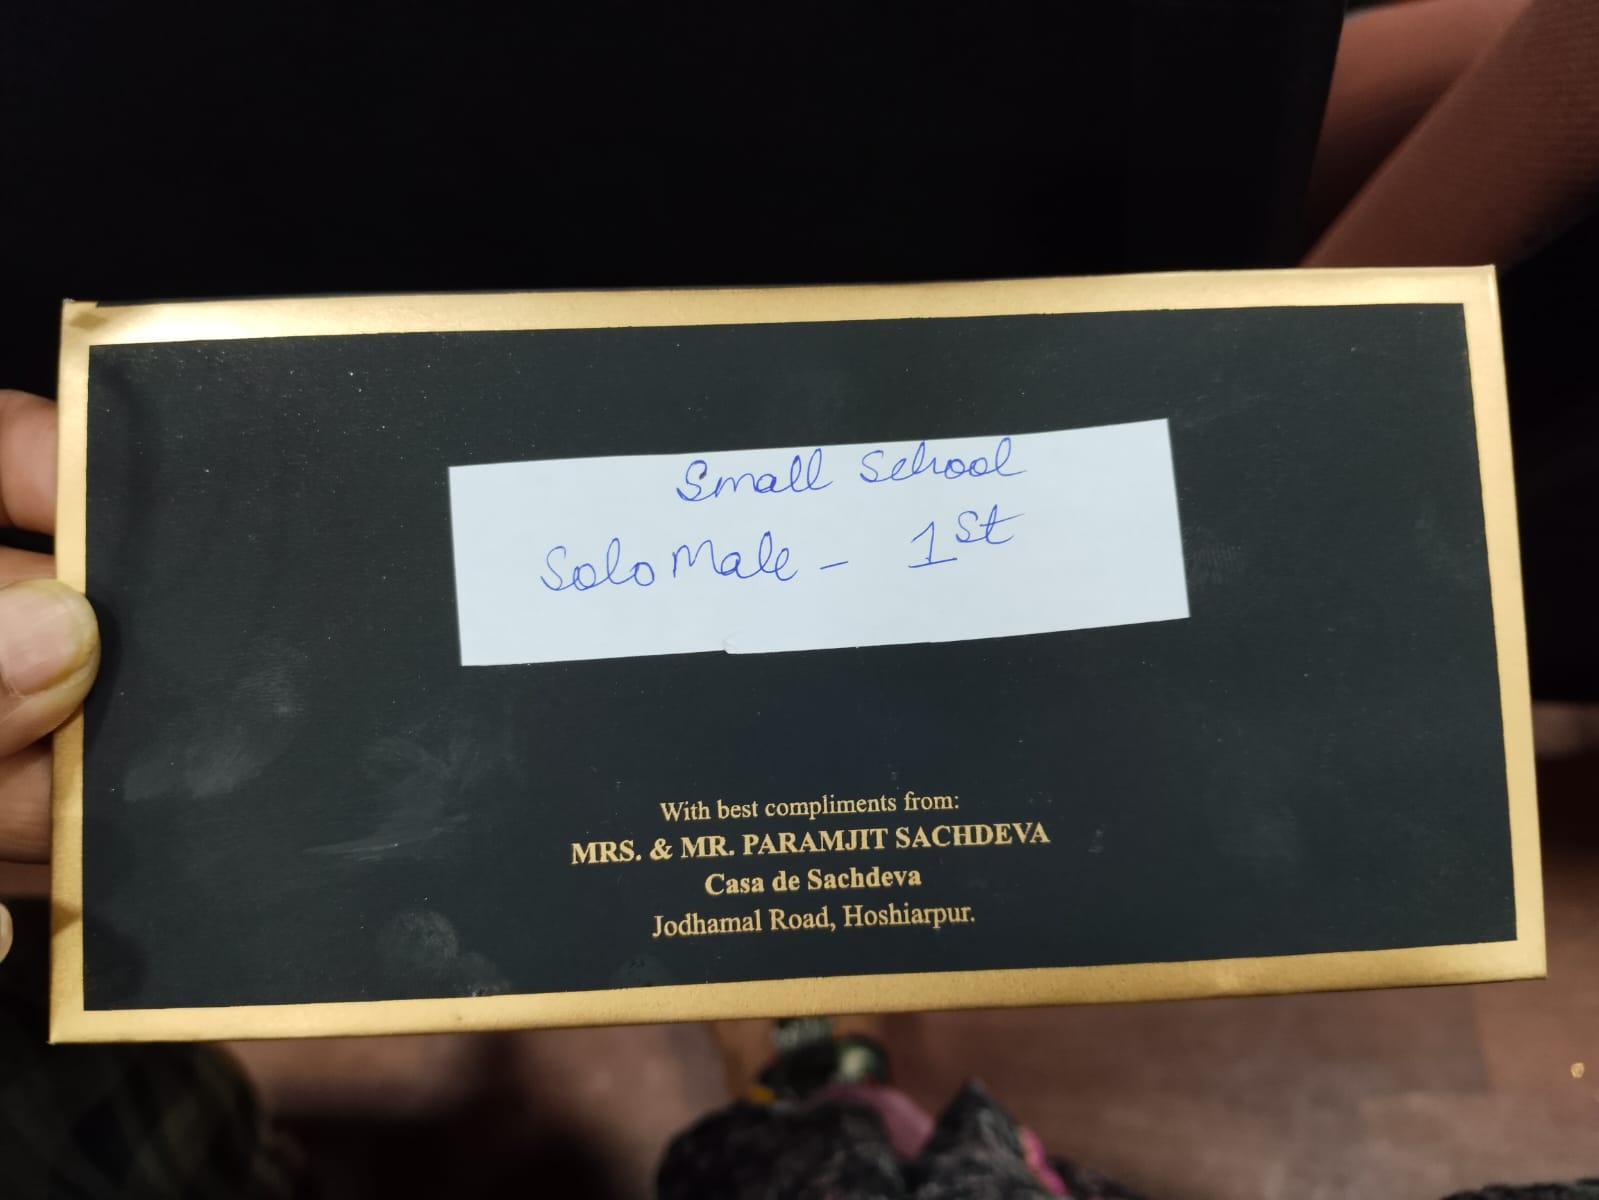 Small School
Solo Male - 1st
With best compliments from:
MRS. & MR. PARAMJIT SACHDEVA
Casa de Sachdeva
Jodhamal Road, Hoshiarpur.